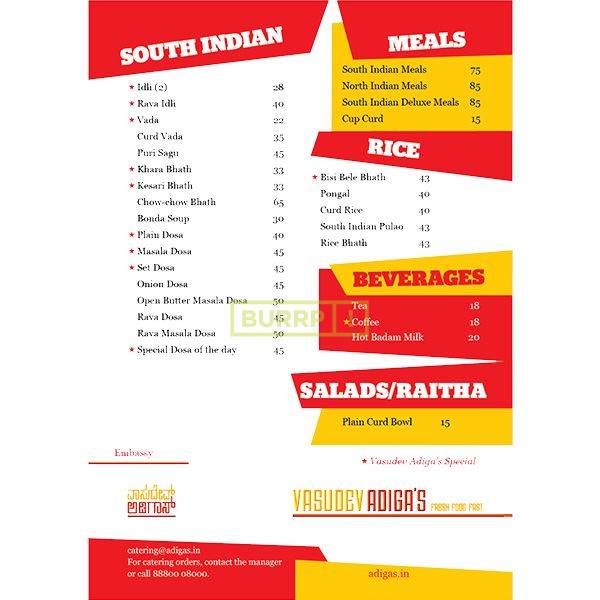 SOUTH INDIAN
★ Idli (2) 28
★ Rava Idli 40
★ Vada 22
Curd Vada 35
Puri Sagu 45
★ Khara Bhath 33
★ Kesari Bhath 33
Chow-chow Bhath 65
Bonda Soup 30
★ Plain Dosa 40
★ Masala Dosa 45
★ Set Dosa 45
Onion Dosa 45
Open Butter Masala Dosa 50
Rava Dosa 45
Rava Masala Dosa 50
★ Special Dosa of the day 45
MEALS
South Indian Meals 75
North Indian Meals 85
South Indian Deluxe Meals 85
Cup Curd 15
RICE
★ Bisi Bele Bhath 43
Pongal 40
Curd Rice 40
South Indian Pulao 43
Rice Bhath 43
BEVERAGES
Tea 18
★ Coffee 18
Hot Badam Milk 20
SALADS/RAITHA
Plain Curd Bowl 15
BURRP!
Embassy
★ Vasudev Adiga's Special
ವಾಸುದೇವ್
ಅಡಿಗಾಸ್
VASUDEV ADIGA'S FRESH FOOD FAST
catering@adigas.in
For catering orders, contact the manager
or call 88800 08000.
adigas.in